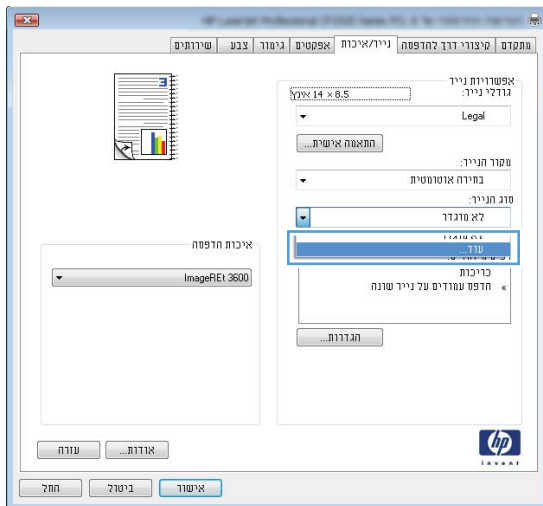 מתקדם קיצורי דרך להדפסה נייר/איכות אפקטים גימור צבע שירותים
אפשרויות נייר
גודלי נייר:
8.5 × 14 אינץ'
Legal
התאמה אישית...
מקור הנייר:
בחירה אוטומטית
סוג הנייר:
לא מוגדר
עוד...
כריכות
הדפס עמודים על נייר שונה
הגדרות...
איכות הדפסה
ImageREt 3600
אודות... עזרה
hp
invent
אישור ביטול החל